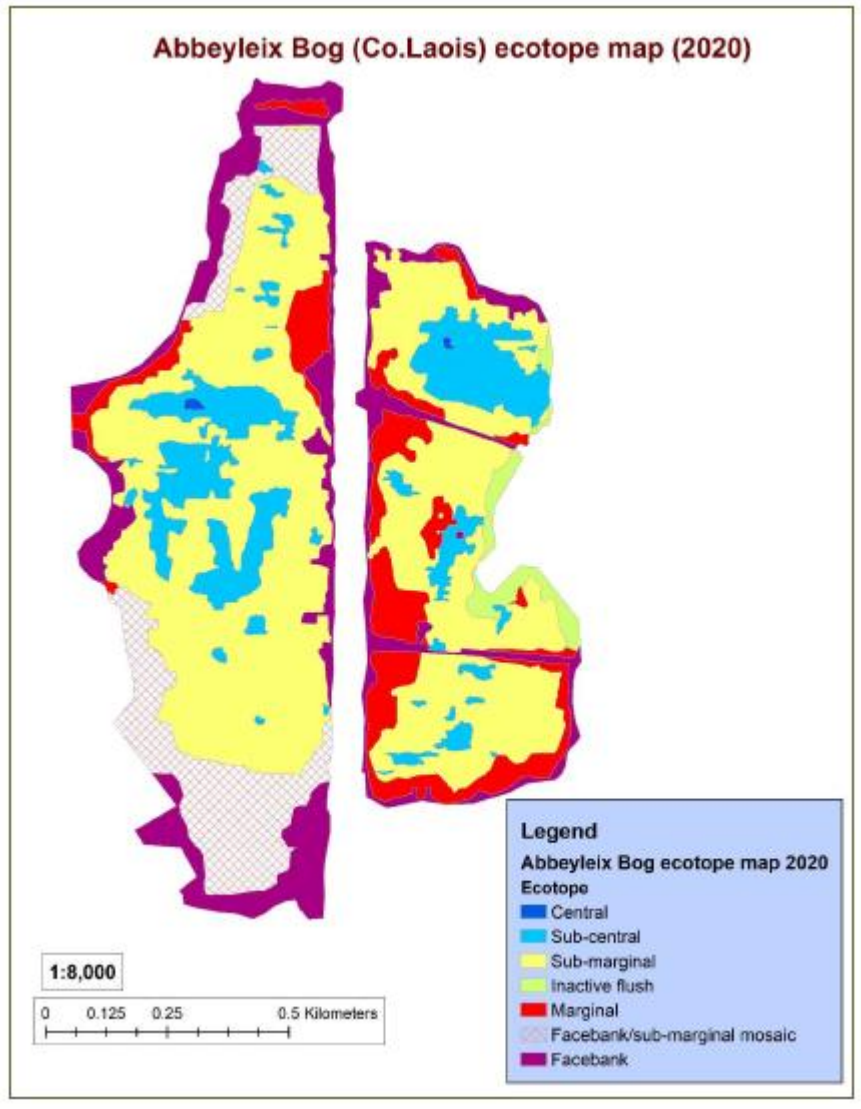 Abbeyleix Bog (Co.Laois) ecotope map (2020)
Legend
Abbeyleix Bog ecotope map 2020
Ecotope
Central
Sub-central
Sub-marginal
Inactive flush
Marginal
Facebank/sub-marginal mosaic
Facebank
1:8,000
0 0.125 0.25 0.5 Kilometers